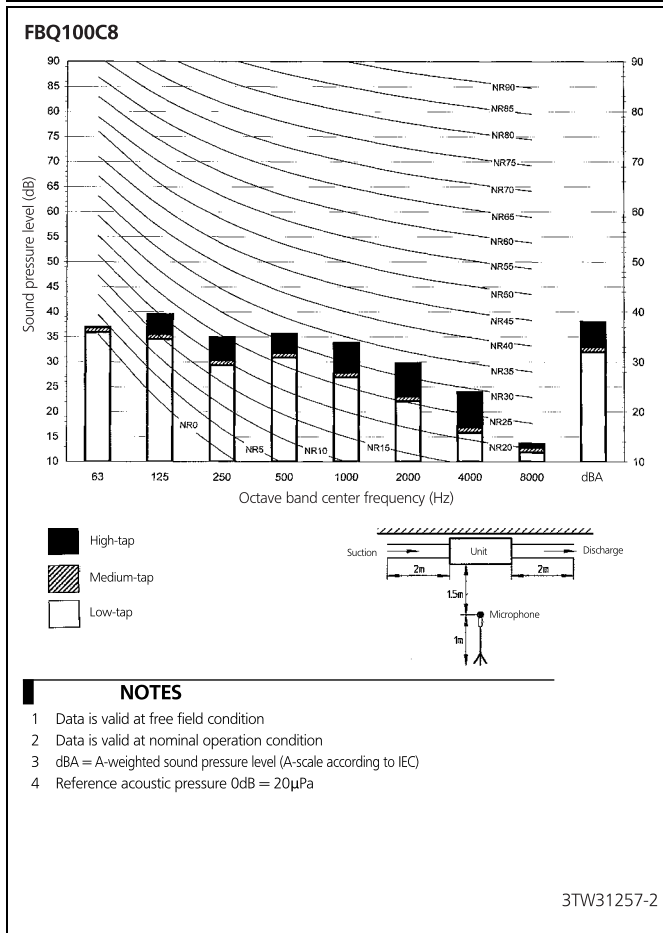 FBQ100C8
Sound pressure level (dB)
90
85
80
75
70
65
60
55
50
45
40
35
30
25
20
15
10
90
80
70
60
50
40
30
20
10
NR90
NR85
NR80
NR75
NR70
NR65
NR60
NR55
NR50
NR45
NR40
NR35
NR30
NR25
NR0 NR5 NR10 NR15 NR20
63 125 250 500 1000 2000 4000 8000 dBA
Octave band center frequency (Hz)
High-tap
Medium-tap
Low-tap
Suction Unit Discharge
2m 2m
1.5m
Microphone
1m
NOTES
1 Data is valid at free field condition
2 Data is valid at nominal operation condition
3 dBA = A-weighted sound pressure level (A-scale according to IEC)
4 Reference acoustic pressure 0dB = 20µPa
3TW31257-2